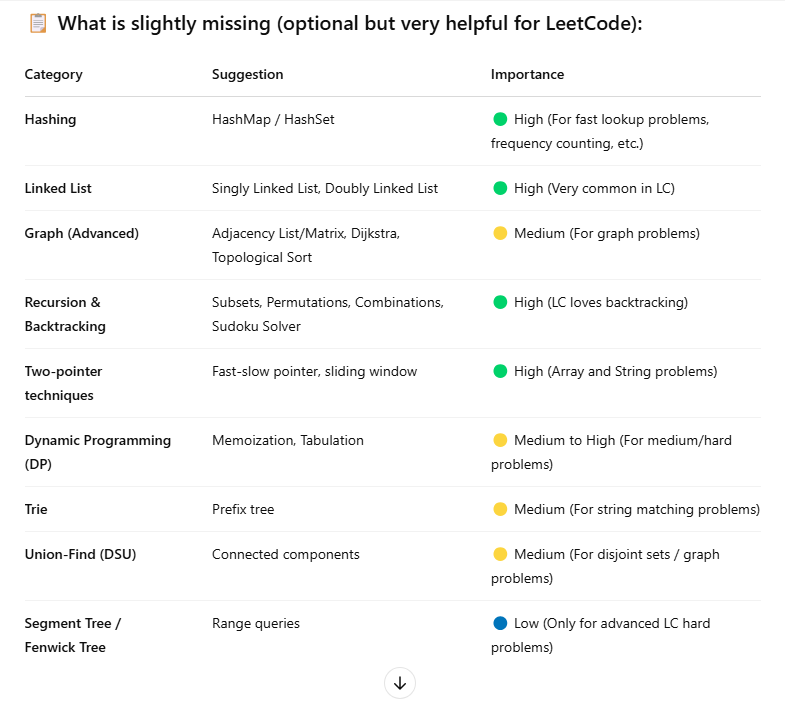 📋 What is slightly missing (optional but very helpful for LeetCode):
Category Suggestion Importance
Hashing HashMap / HashSet 🟢 High (For fast lookup problems,
frequency counting, etc.)
Linked List Singly Linked List, Doubly Linked List 🟢 High (Very common in LC)
Graph (Advanced) Adjacency List/Matrix, Dijkstra, 🟡 Medium (For graph problems)
Topological Sort
Recursion & Subsets, Permutations, Combinations, 🟢 High (LC loves backtracking)
Backtracking Sudoku Solver
Two-pointer Fast-slow pointer, sliding window 🟢 High (Array and String problems)
techniques
Dynamic Programming Memoization, Tabulation 🟡 Medium to High (For medium/hard
(DP) problems)
Trie Prefix tree 🟡 Medium (For string matching problems)
Union-Find (DSU) Connected components 🟡 Medium (For disjoint sets / graph
problems)
Segment Tree / Range queries 🔵 Low (Only for advanced LC hard
Fenwick Tree problems)